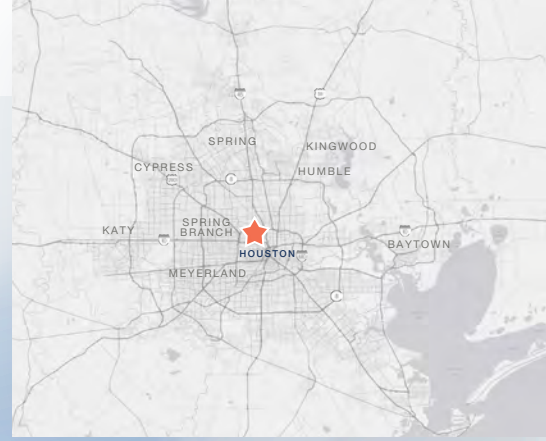 SPRING
KINGWOOD
CYPRESS
HUMBLE
SPRING
BRANCH
KATY
HOUSTON
BAYTOWN
MEYERLAND